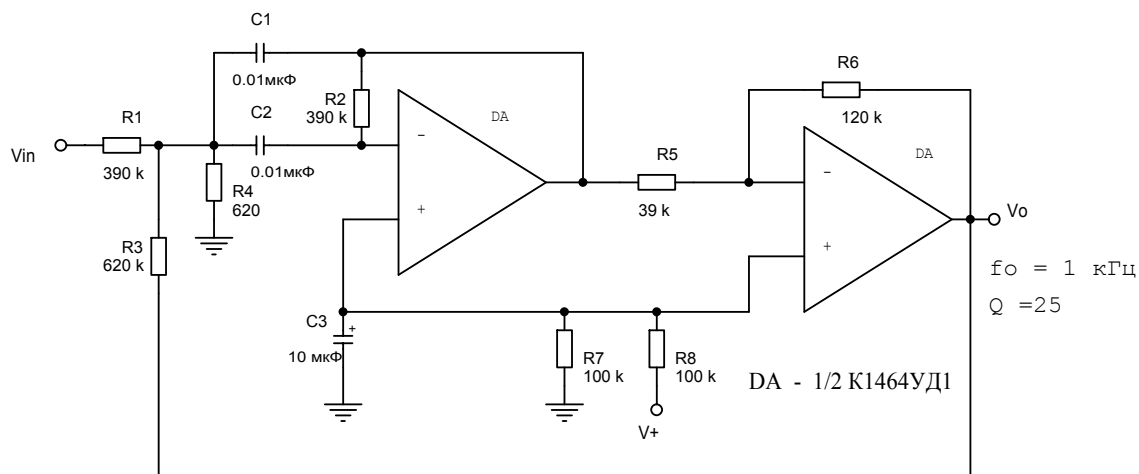 C1
0.01мкФ
C2
0.01мкФ
R1
390 k
Vin
R2
390 k
DA
R4
620
R3
620 k
R5
39 k
R6
120 k
DA
Vo
−
+
−
+
fo = 1 кГц
Q =25
C3
+
10 мкФ
R7
100 k
R8
100 k
V+
DA - 1/2 К1464УД1